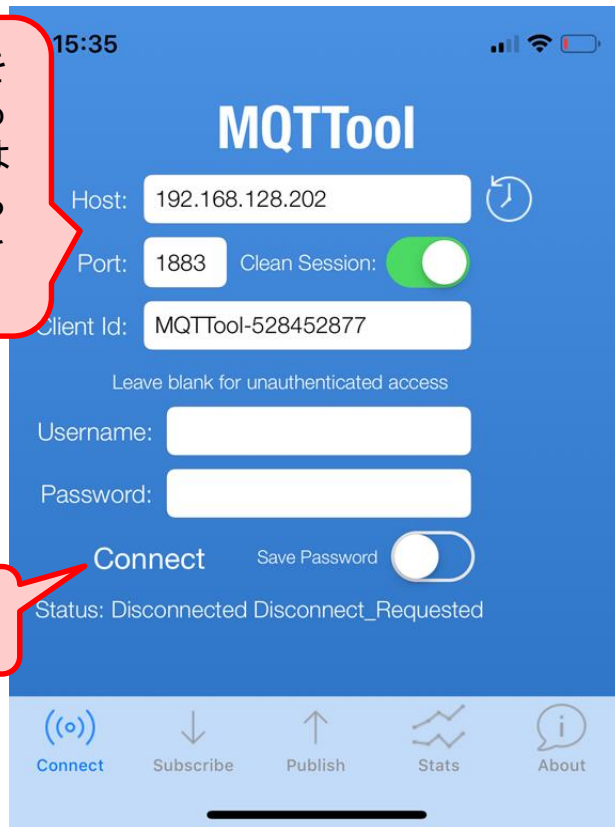 15:35
MQTTool
Host: 192.168.128.202
Port: 1883 Clean Session:
Client Id: MQTTool-528452877
Leave blank for unauthenticated access
Username:
Password:
Connect Save Password
Status: Disconnected Disconnect_Requested
Connect Subscribe Publish Stats About